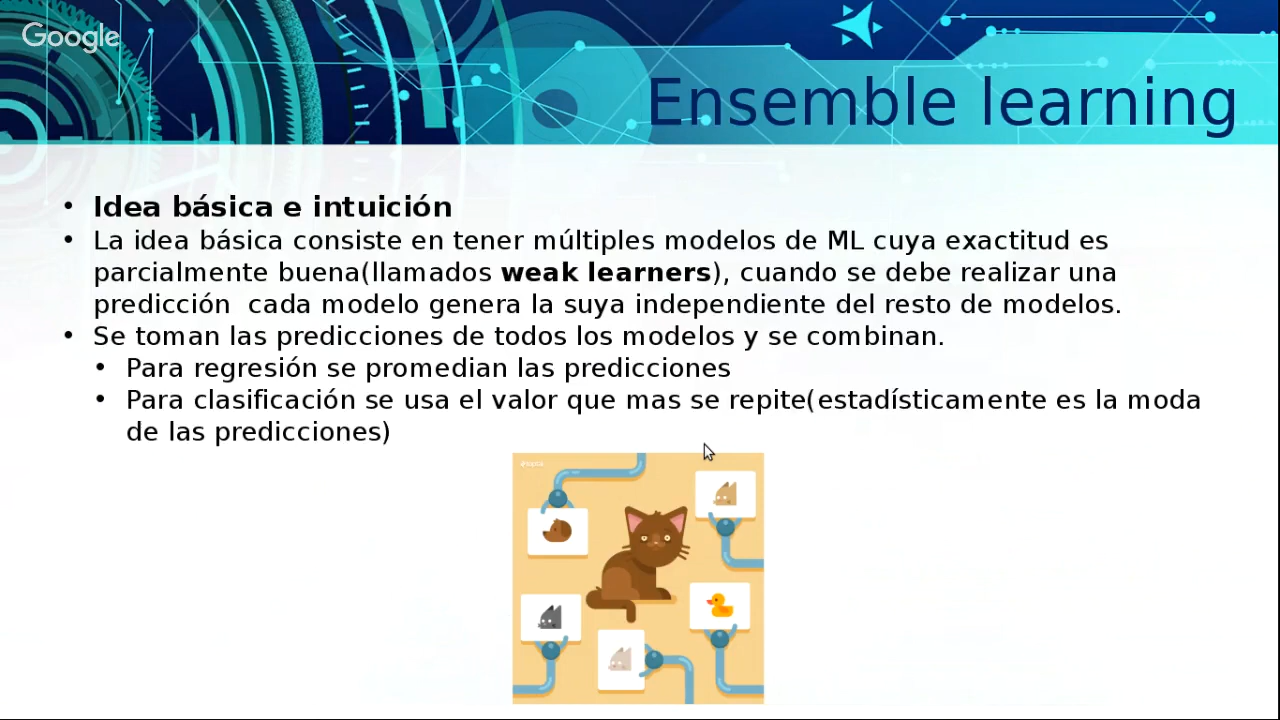 Google
Ensemble learning
• Idea básica e intuición
• La idea básica consiste en tener múltiples modelos de ML cuya exactitud es
parcialmente buena(llamados weak learners), cuando se debe realizar una
predicción  cada modelo genera la suya independiente del resto de modelos.
• Se toman las predicciones de todos los modelos y se combinan.
• Para regresión se promedian las predicciones
• Para clasificación se usa el valor que mas se repite(estadísticamente es la moda
de las predicciones)